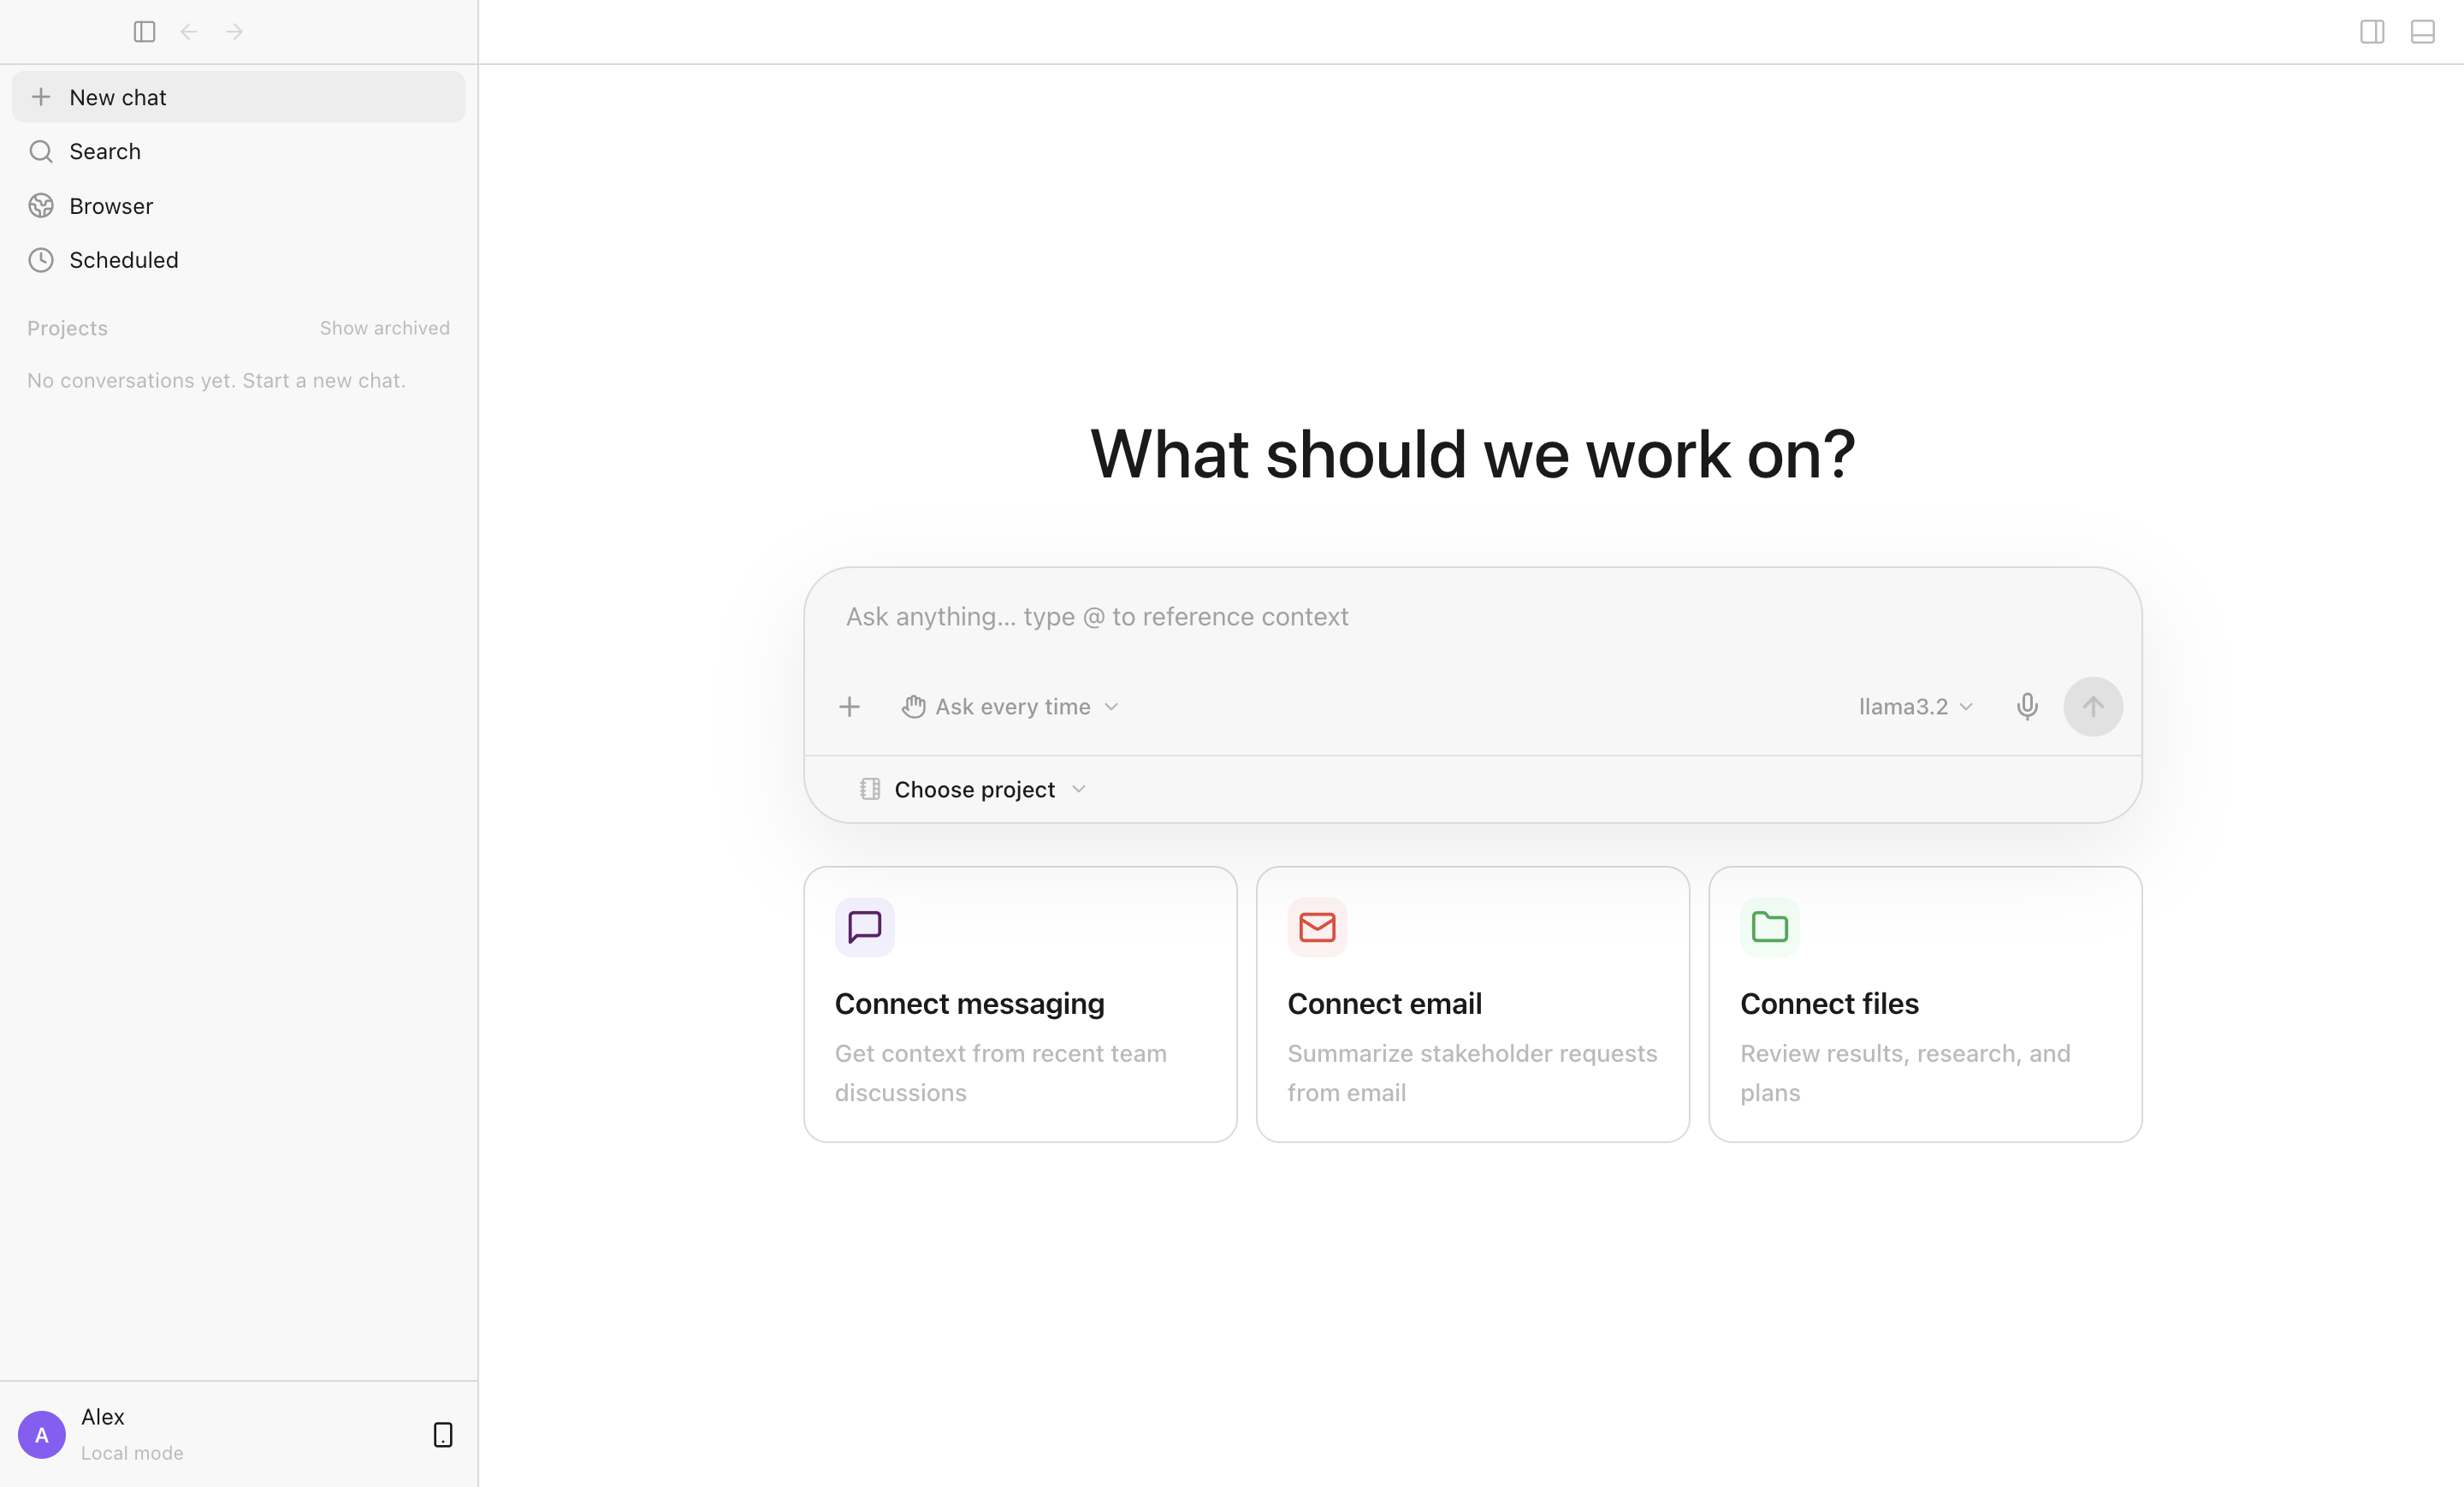 New chat
Search
Browser
Scheduled
Projects
Show archived
No conversations yet. Start a new chat.
What should we work on?
Ask anything... type @ to reference context
Ask every time
llama3.2
Choose project
Connect messaging
Get context from recent team
discussions
Connect email
Summarize stakeholder requests
from email
Connect files
Review results, research, and
plans
A
Alex
Local mode